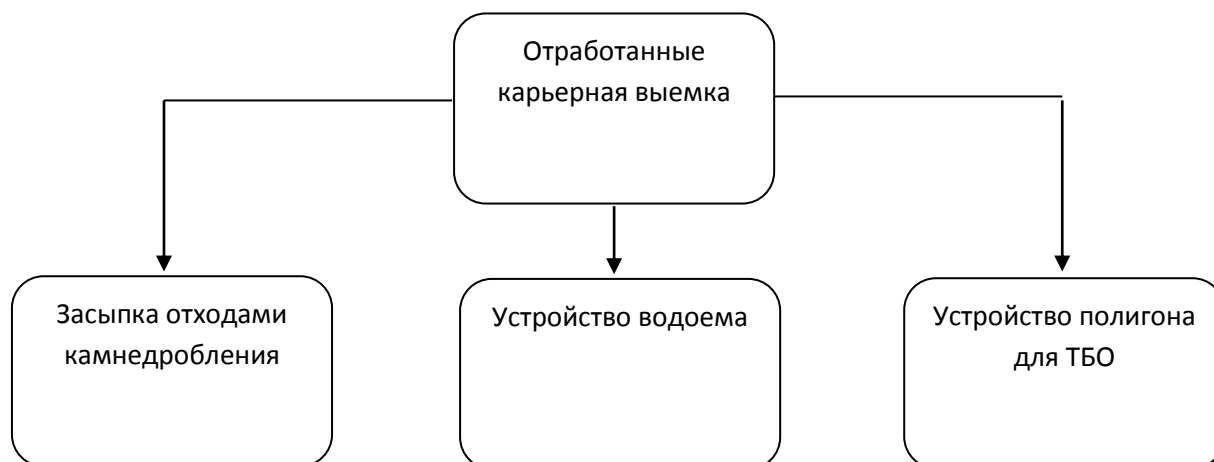 Отработанные
карьерная выемка
Засыпка отходами
камнедробления
Устройство водоема
Устройство полигона
для ТБО